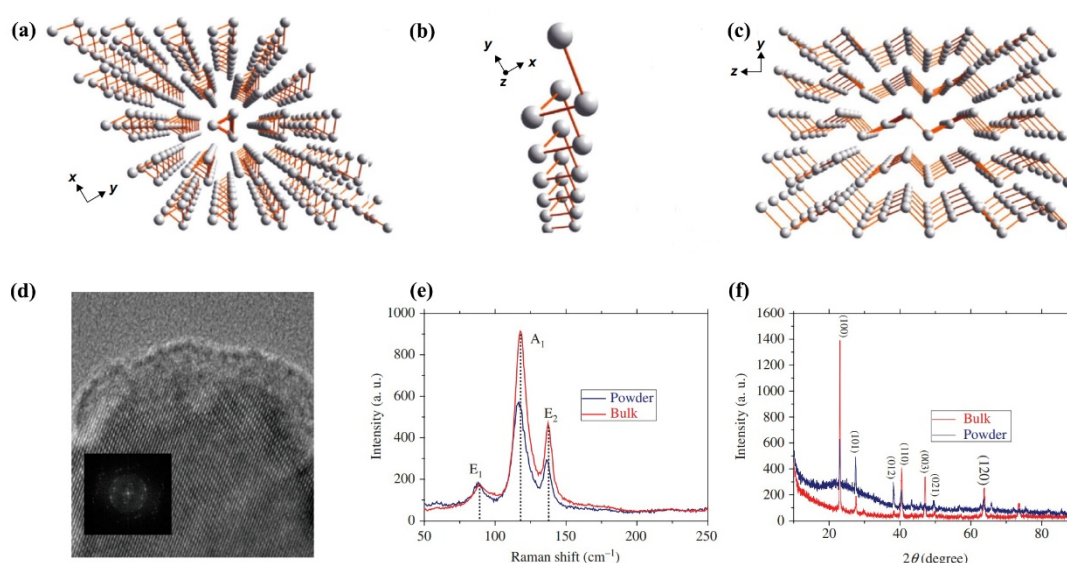 (a)
x
y
(b)
y
x
z
(c)
y
z
(d)
(e)
1000
800
600
400
200
0
Intensity (a. u.)
A1
E2
E1
Powder
Bulk
50
100
150
200
250
Raman shift (cm⁻¹)
(f)
1600
1400
1200
1000
800
600
400
200
0
Intensity (a. u.)
(100)
(101)
(012)
(110)
(003)
(021)
(120)
Bulk
Powder
20
40
60
80
2θ (degree)